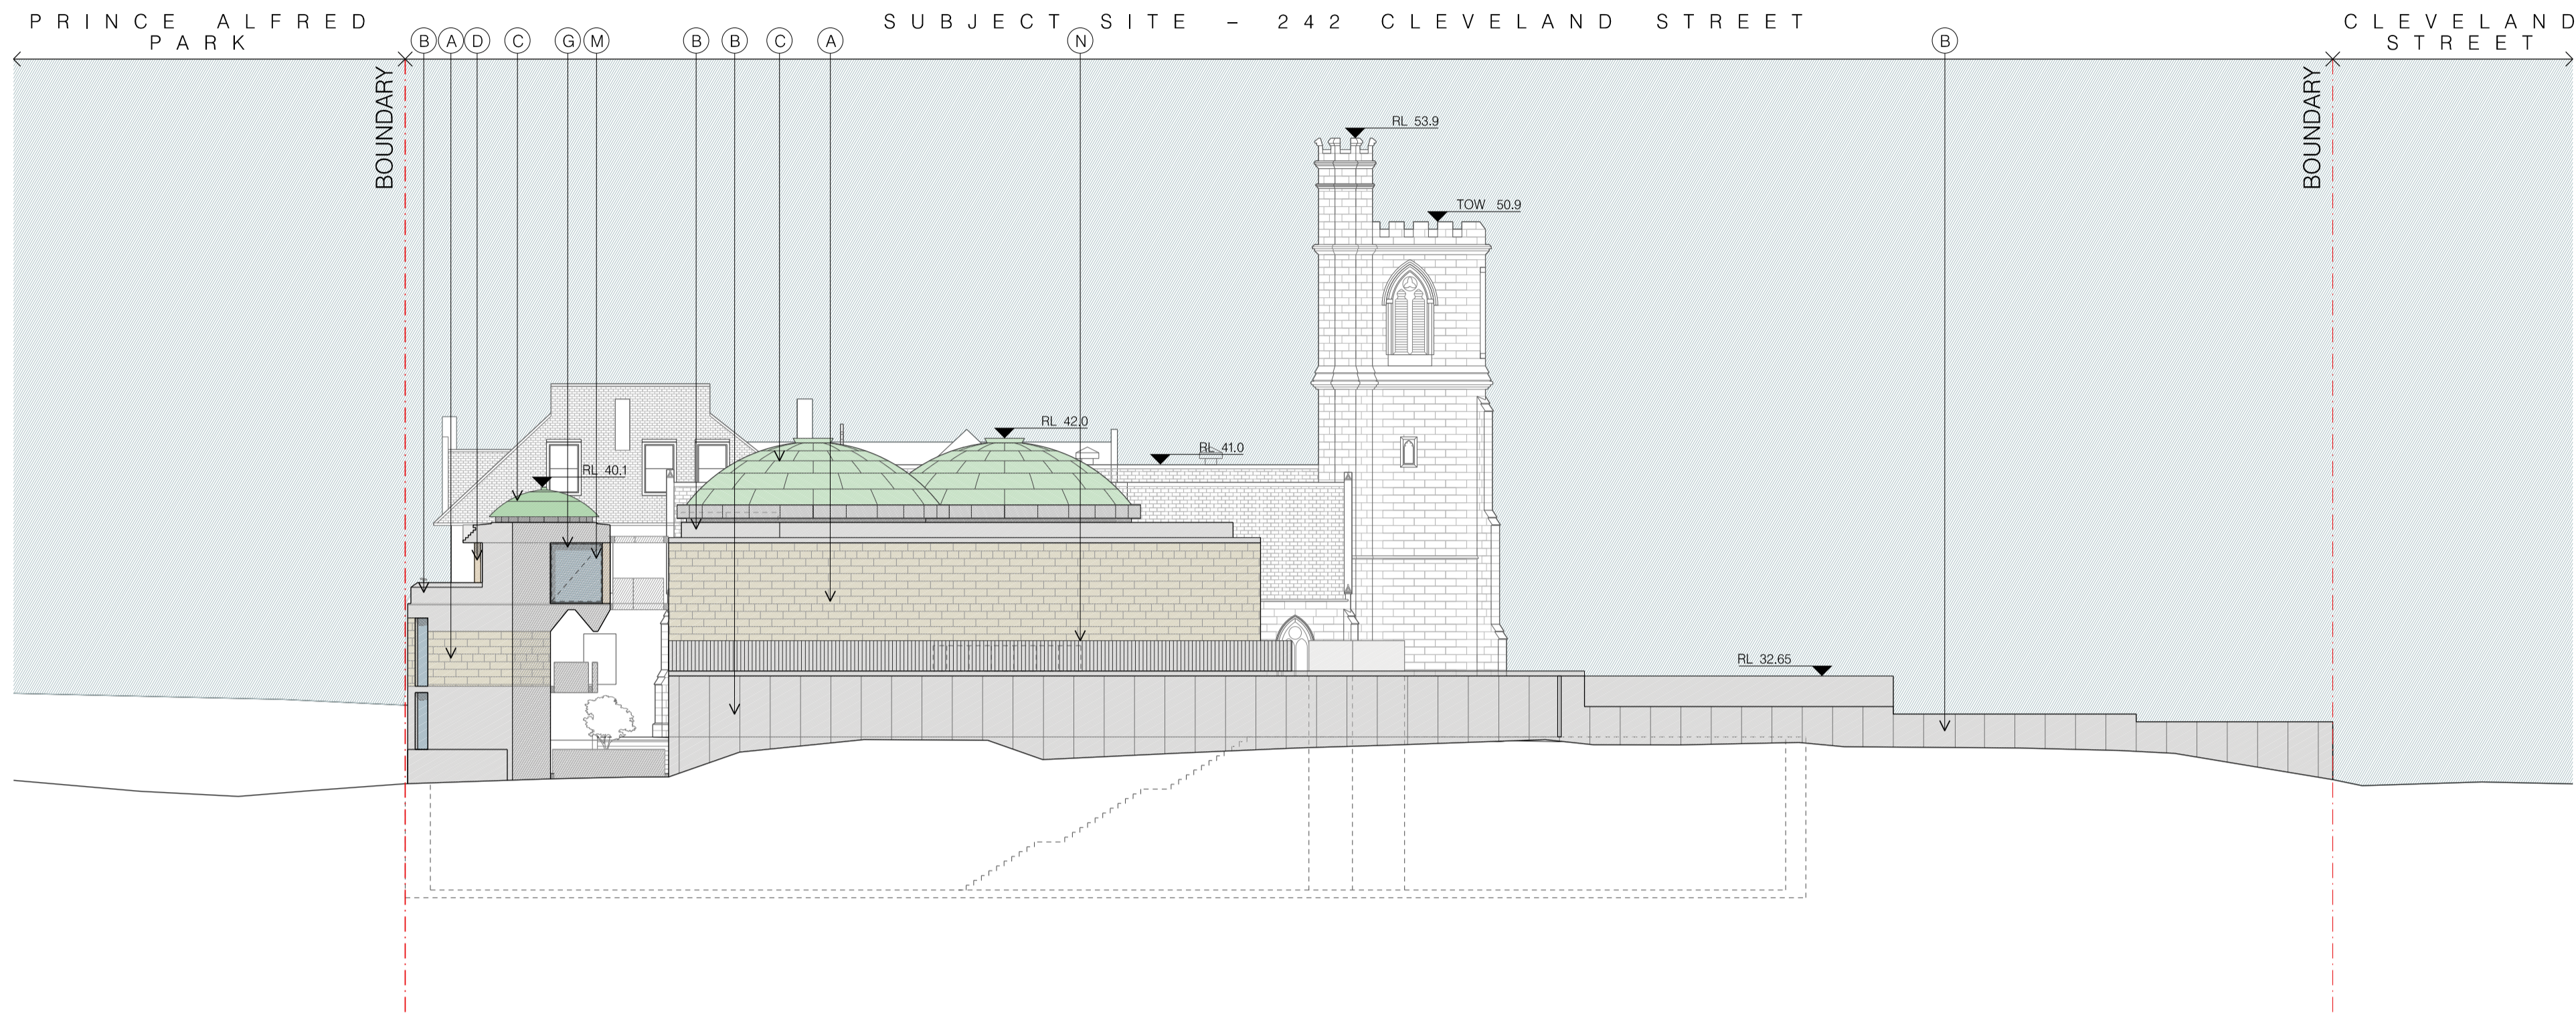 PRINCE ALFRED
PARK
SUBJECT SITE – 242 CLEVELAND STREET
CLEVELAND
STREET
B A D C G M B B C A N B
BOUNDARY
BOUNDARY
RL 53.9
TOW 50.9
RL 42.0
RL 41.0
RL 40.1
RL 32.65